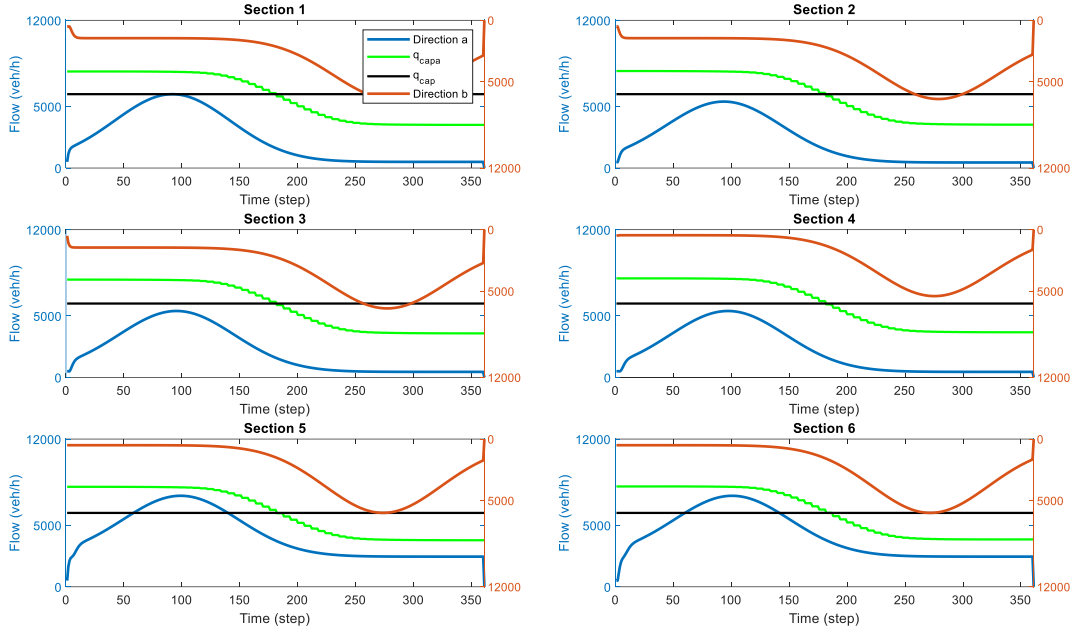 Section 1
12000
5000
0
Flow (veh/h)
Direction a
q_capa
q_cap
Direction b
0
5000
12000
0 50 100 150 200 250 300 350
Time (step)
Section 2
12000
5000
0
Flow (veh/h)
0
5000
12000
0 50 100 150 200 250 300 350
Time (step)
Section 3
12000
5000
0
Flow (veh/h)
0
5000
12000
0 50 100 150 200 250 300 350
Time (step)
Section 4
12000
5000
0
Flow (veh/h)
0
5000
12000
0 50 100 150 200 250 300 350
Time (step)
Section 5
12000
5000
0
Flow (veh/h)
0
5000
12000
0 50 100 150 200 250 300 350
Time (step)
Section 6
12000
5000
0
Flow (veh/h)
0
5000
12000
0 50 100 150 200 250 300 350
Time (step)